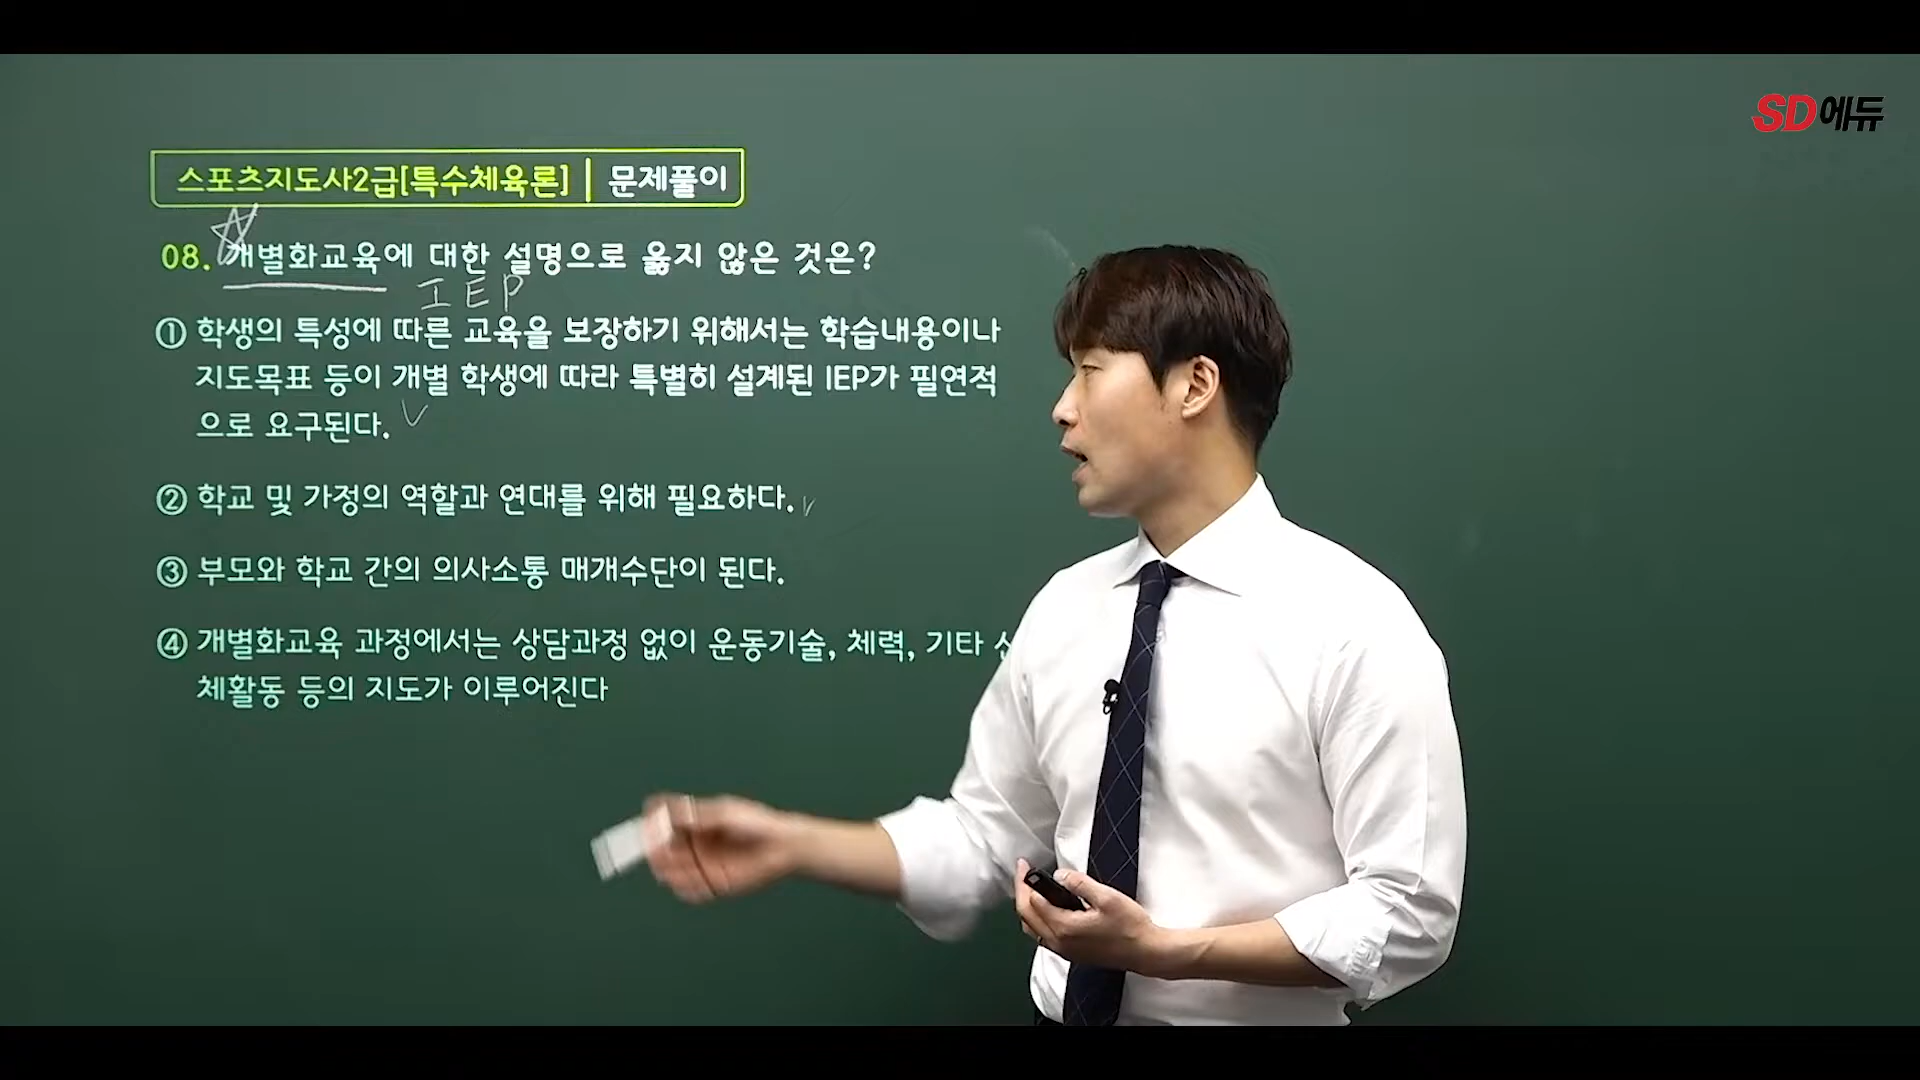 SD에듀
스포츠지도사2급[특수체육론] | 문제풀이
08. 개별화교육에 대한 설명으로 옳지 않은 것은?
IEP
① 학생의 특성에 따른 교육을 보장하기 위해서는 학습내용이나
지도목표 등이 개별 학생에 따라 특별히 설계된 IEP가 필연적
으로 요구된다.
② 학교 및 가정의 역할과 연대를 위해 필요하다.
③ 부모와 학교 간의 의사소통 매개수단이 된다.
④ 개별화교육 과정에서는 상담과정 없이 운동기술, 체력, 기타
체활동 등의 지도가 이루어진다